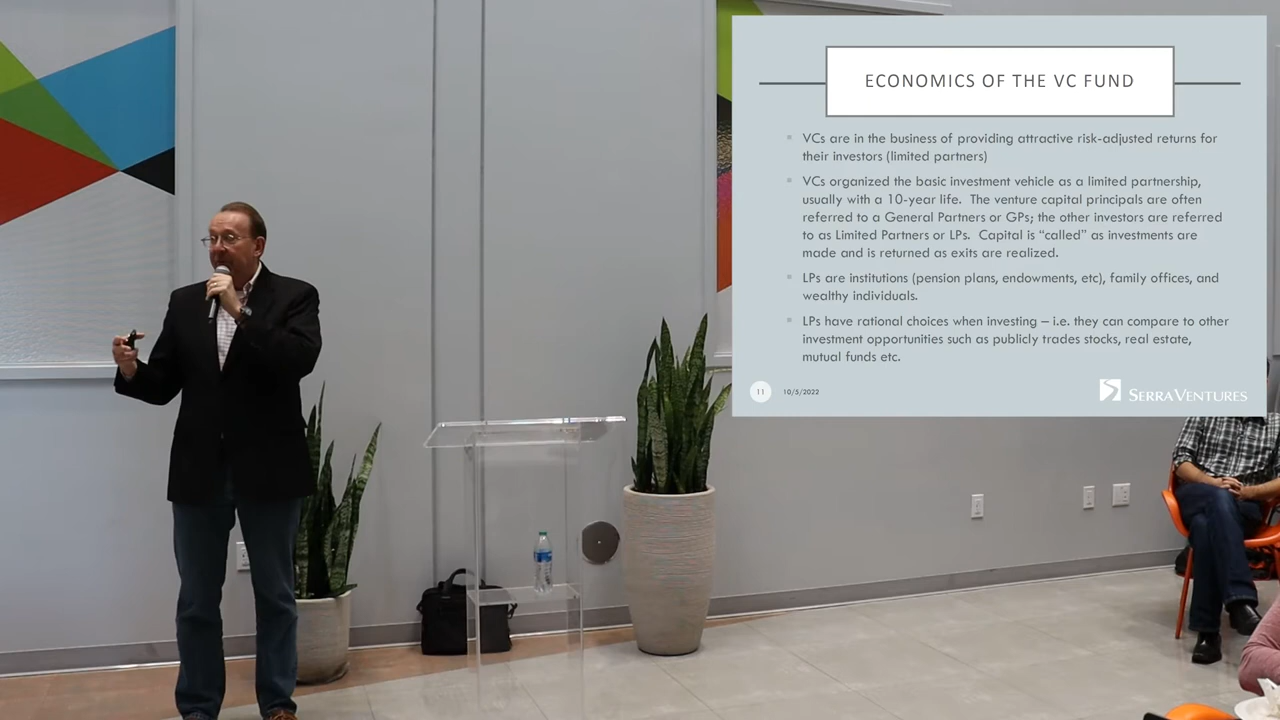 ECONOMICS OF THE VC FUND
VCs are in the business of providing attractive risk-adjusted returns for
their investors (limited partners)
VCs organized the basic investment vehicle as a limited partnership,
usually with a 10-year life. The venture capital principals are often
referred to a General Partners or GPs; the other investors are referred
to as Limited Partners or LPs. Capital is “called” as investments are
made and is returned as exits are realized.
LPs are institutions (pension plans, endowments, etc), family offices, and
wealthy individuals.
LPs have rational choices when investing – i.e. they can compare to other
investment opportunities such as publicly trades stocks, real estate,
mutual funds etc.
11 10/5/2022
SERRAVENTURES